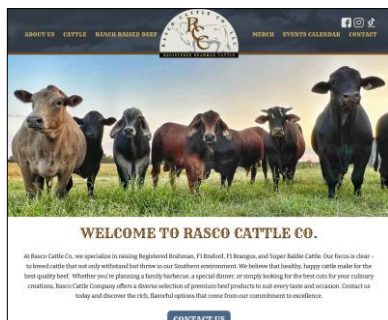 ABOUT US CATTLE RANCH RAISED BEEF MERCH EVENTS CALENDAR CONTACT
RASCO CATTLE CO. LLC
RCC
REGISTERED BRAHMAN CATTLE
WELCOME TO RASCO CATTLE CO.
At Rasco Cattle Co., we specialize in raising Registered Brahman, F1 Braford, F1 Brangus, and Super Baldie Cattle. Our focus is clear –
to breed cattle that not only withstand but thrive in our Southern environment. We believe that healthy, happy cattle make for the
best quality beef. Whether you're planning a family barbecue, a special dinner, or simply looking for the best cuts for your culinary
creations, Rasco Cattle Company offers a diverse selection of premium beef products to suit every taste and occasion. Contact us
today and discover the rich, flavorful options that come from our commitment to excellence.
CONTACT US